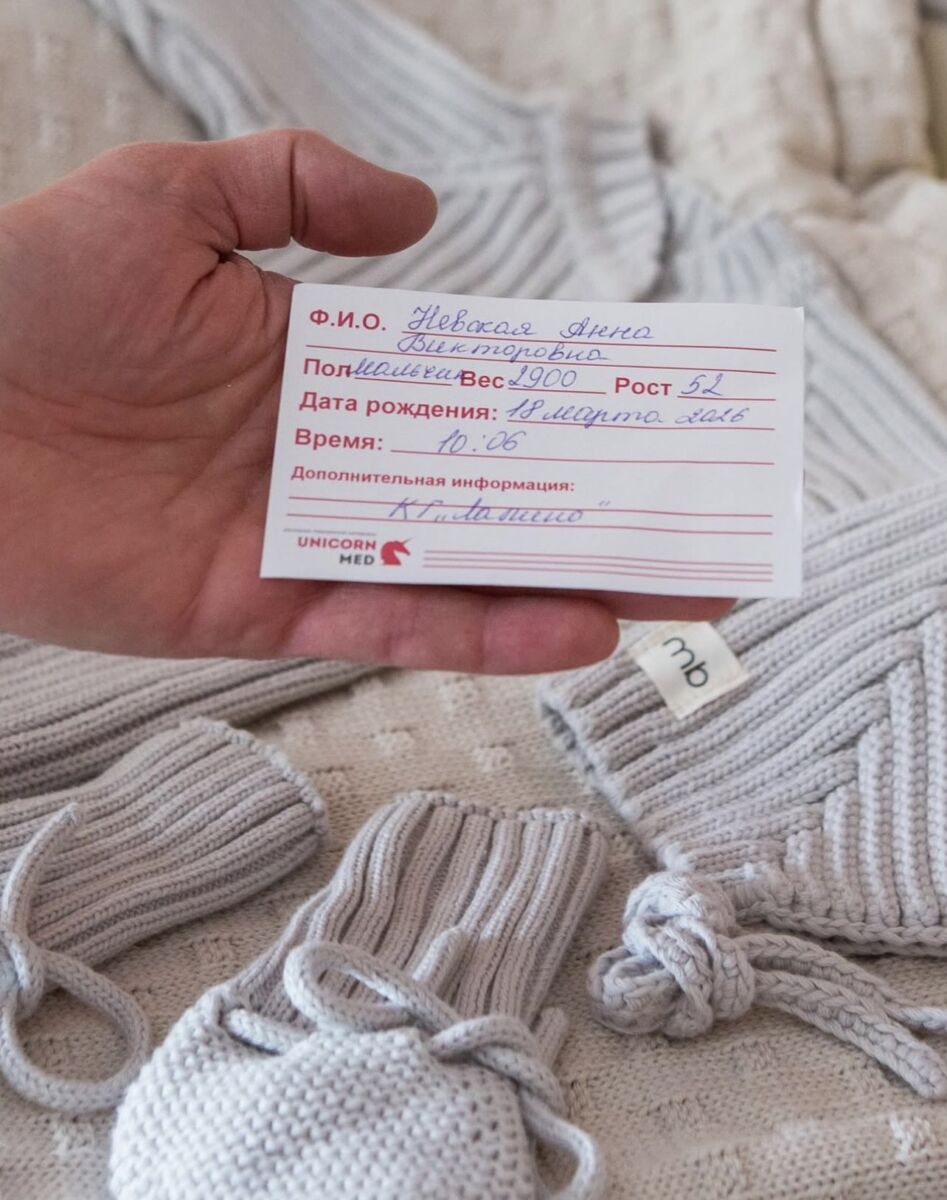 Ф.И.О. Невская Анна
Викторовна
Пол мальчик Вес 2900 Рост 52
Дата рождения: 18 марта 2026
Время: 10:06
Дополнительная информация:
КГ „Лапино"
UNICORN
MED
mb